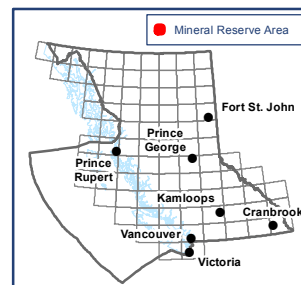 Mineral Reserve Area
Fort St. John
Prince
George
Prince
Rupert
Kamloops
Cranbrook
Vancouver
Victoria